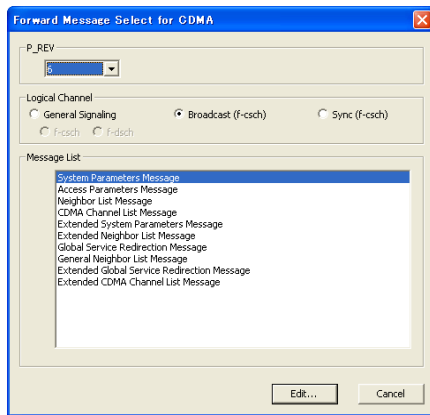 Forward Message Select for CDMA
P_REV
6
Logical Channel
General Signaling Broadcast (f-csch) Sync (f-csch)
f-csch f-dsch
Message List
System Parameters Message
Access Parameters Message
Neighbor List Message
CDMA Channel List Message
Extended System Parameters Message
Extended Neighbor List Message
Global Service Redirection Message
General Neighbor List Message
Extended Global Service Redirection Message
Extended CDMA Channel List Message
Edit... Cancel